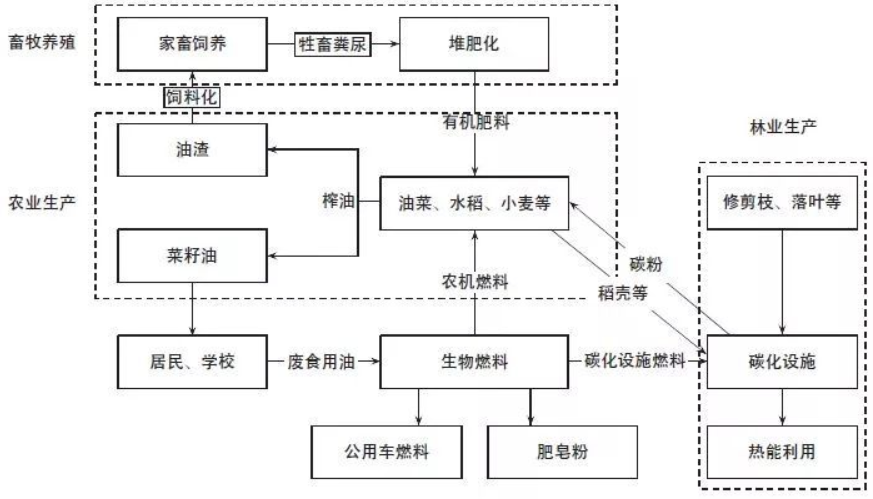 畜牧养殖
家畜饲养
牲畜粪尿
堆肥化
饲料化
有机肥料
林业生产
油渣
农业生产
榨油
油菜、水稻、小麦等
修剪枝、落叶等
菜籽油
碳粉
农机燃料
稻壳等
居民、学校
废食用油
生物燃料
碳化设施燃料
碳化设施
公用车燃料
肥皂粉
热能利用